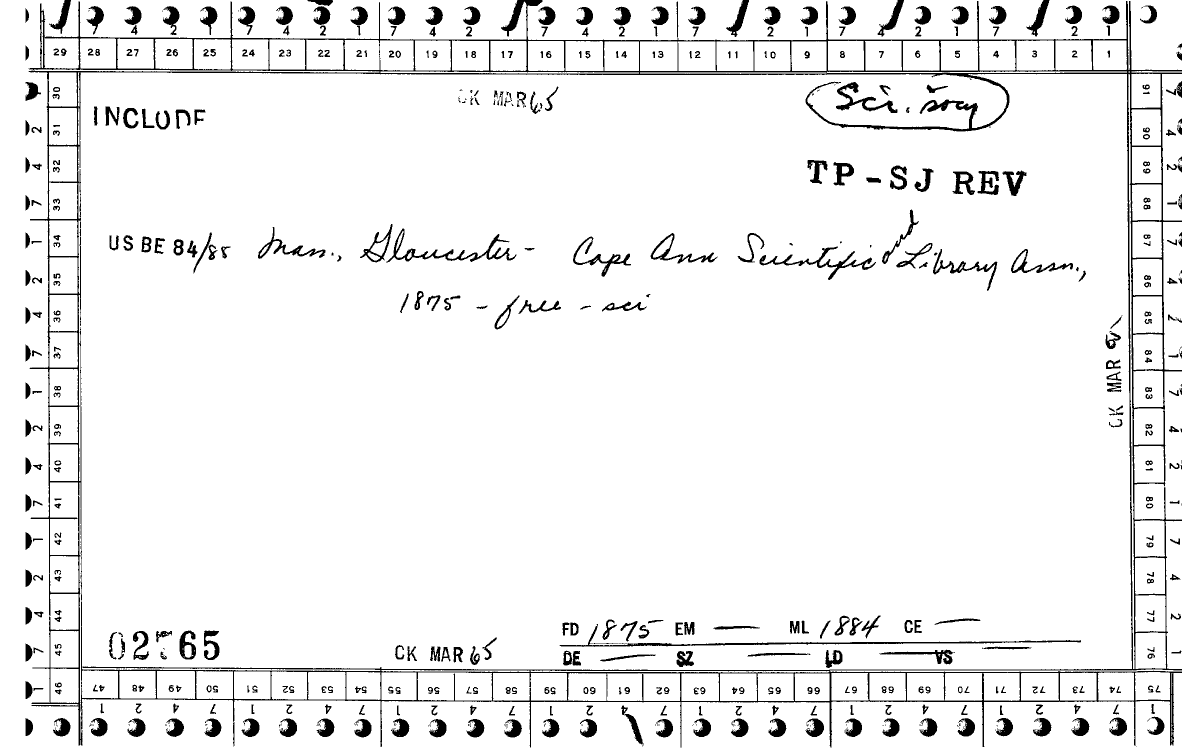 7 4 2 1 7 4 2 1 7 4 2 1 7 4 2 1 7 4 2 1 7 4 2 1 7 4 2 1
29 28 27 26 25 24 23 22 21 20 19 18 17 16 15 14 13 12 11 10 9 8 7 6 5 4 3 2 1
INCLUDE
CK MAR 65
Sci. socy
TP-SJ REV
US BE 84/85 Mass., Gloucester - Cape Ann Scientific and Library Assn.,
1875 - free - sci
CK MAR
02765
CK MAR 65
FD 1875 EM — ML 1884 CE —
DE — SZ — LD — VS —
30 31 32 33 34 35 36 37 38 39 40 41 42 43 44 45 46
91 90 89 88 87 86 85 84 83 82 81 80 79 78 77 76 75
47 48 49 50 51 52 53 54 55 56 57 58 59 60 61 62 63 64 65 66 67 68 69 70 71 72 73 74
1 2 4 7 1 2 4 7 1 2 4 7 1 2 4 7 1 2 4 7 1 2 4 7 1 2 4 7